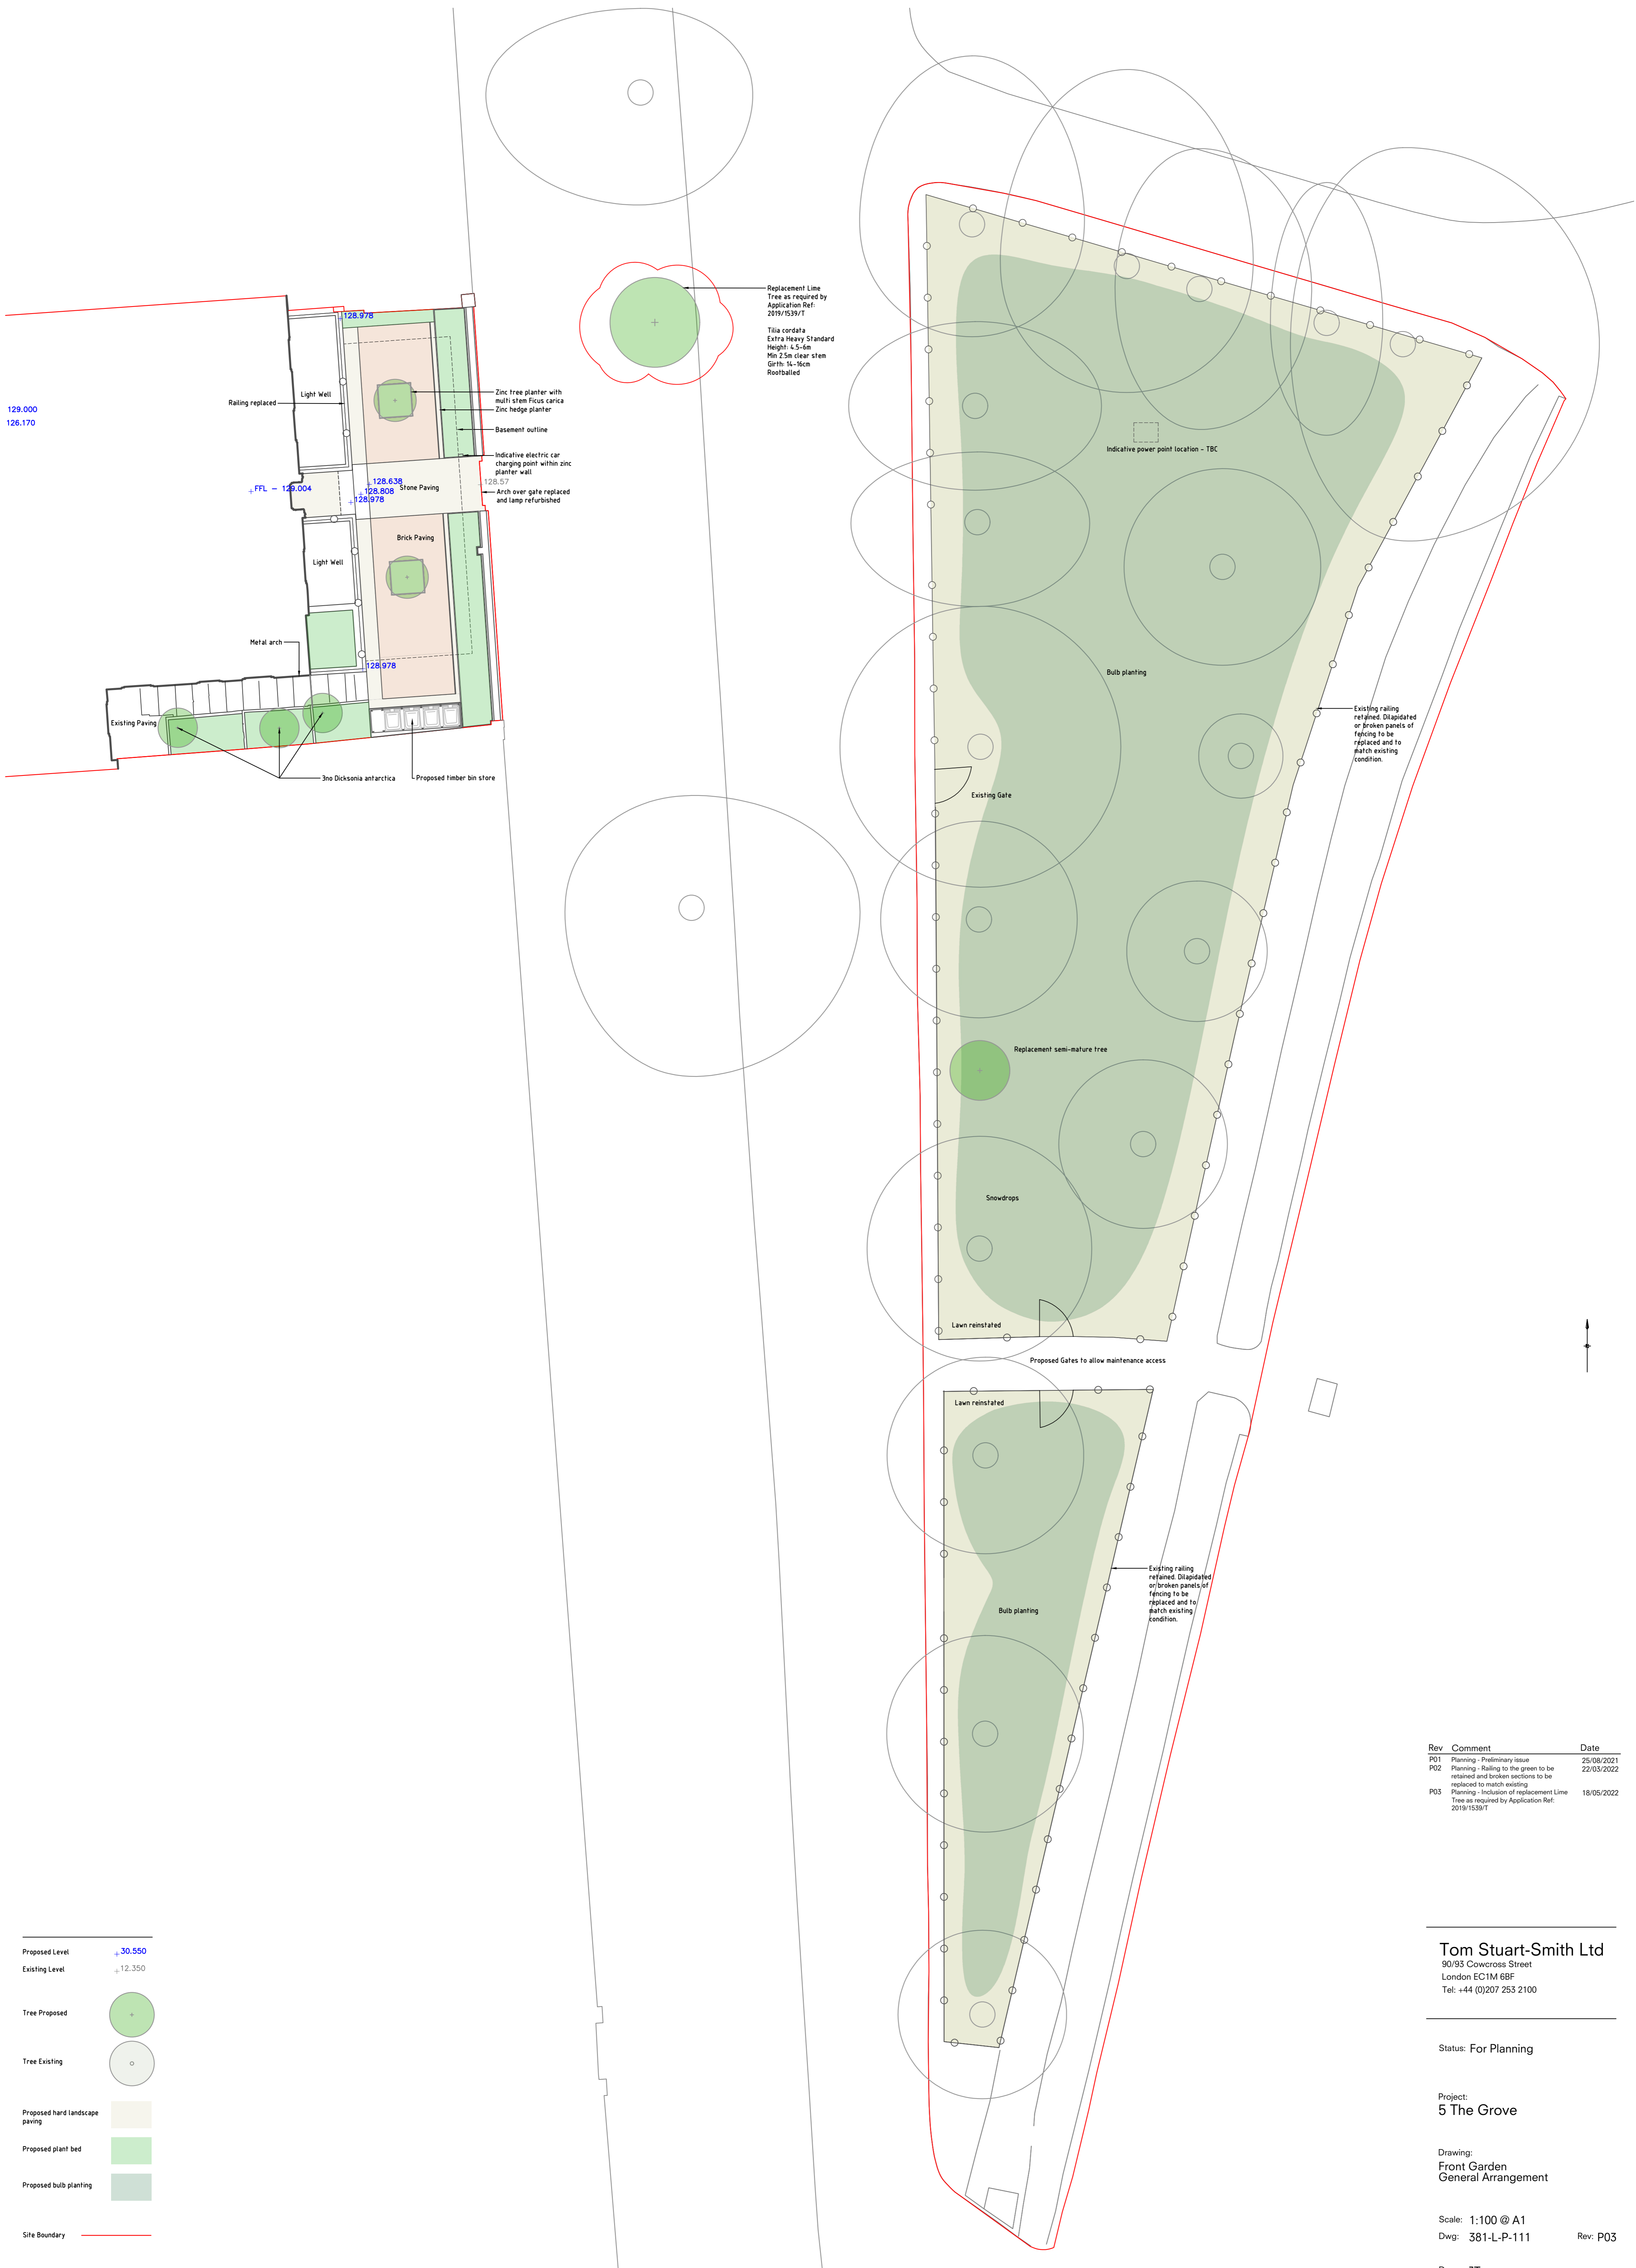 Replacement Lime
Tree as required by
Application Ref:
2019/1539/T
Tilia cordata
Extra Heavy Standard
Height: 4.5-6m
Min 2.5m clear stem
Girth: 14-16cm
Rootballed
128.978
Light Well
Railing replaced
129.000
126.170
Zinc tree planter with
multi stem Ficus carica
Zinc hedge planter
Basement outline
Indicative electric car
charging point within zinc
planter wall
128.57
Arch over gate replaced
and lamp refurbished
FFL - 129.004
128.638
128.808
128.978
Stone Paving
Brick Paving
Light Well
Metal arch
128.978
Existing Paving
3no Dicksonia antarctica
Proposed timber bin store
Indicative power point location - TBC
Bulb planting
Existing railing
retained. Dilapidated
or broken panels of
fencing to be
replaced and to
match existing
condition.
Existing Gate
Replacement semi-mature tree
Snowdrops
Lawn reinstated
Proposed Gates to allow maintenance access
Lawn reinstated
Existing railing
retained. Dilapidated
or broken panels of
fencing to be
replaced and to
match existing
condition.
Bulb planting
Rev Comment Date
P01 Planning - Preliminary issue 25/08/2021
P02 Planning - Railing to the green to be 22/03/2022
retained and broken sections to be
replaced to match existing
P03 Planning - Inclusion of replacement Lime 18/05/2022
Tree as required by Application Ref:
2019/1539/T
Proposed Level 30.550
Existing Level 12.350
Tree Proposed
Tree Existing
Proposed hard landscape
paving
Proposed plant bed
Proposed bulb planting
Site Boundary
Tom Stuart-Smith Ltd
90/93 Cowcross Street
London EC1M 6BF
Tel: +44 (0)207 253 2100
Status: For Planning
Project:
5 The Grove
Drawing:
Front Garden
General Arrangement
Scale: 1:100 @ A1
Dwg: 381-L-P-111 Rev: P03